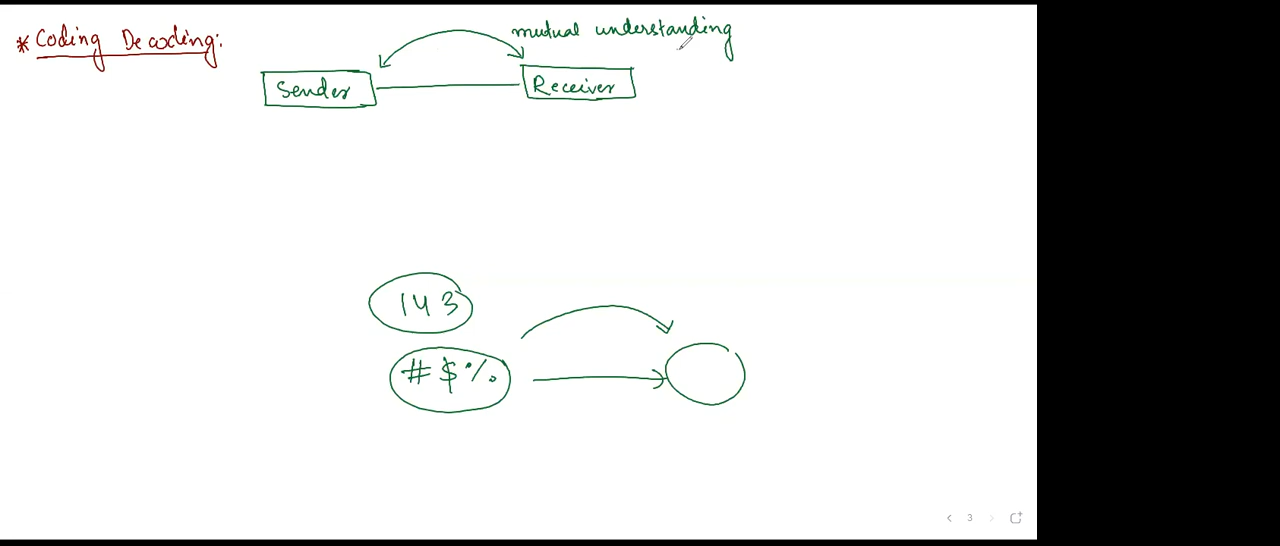 * Coding Decoding:
mutual understanding
Sender
Receiver
143
#$%
3